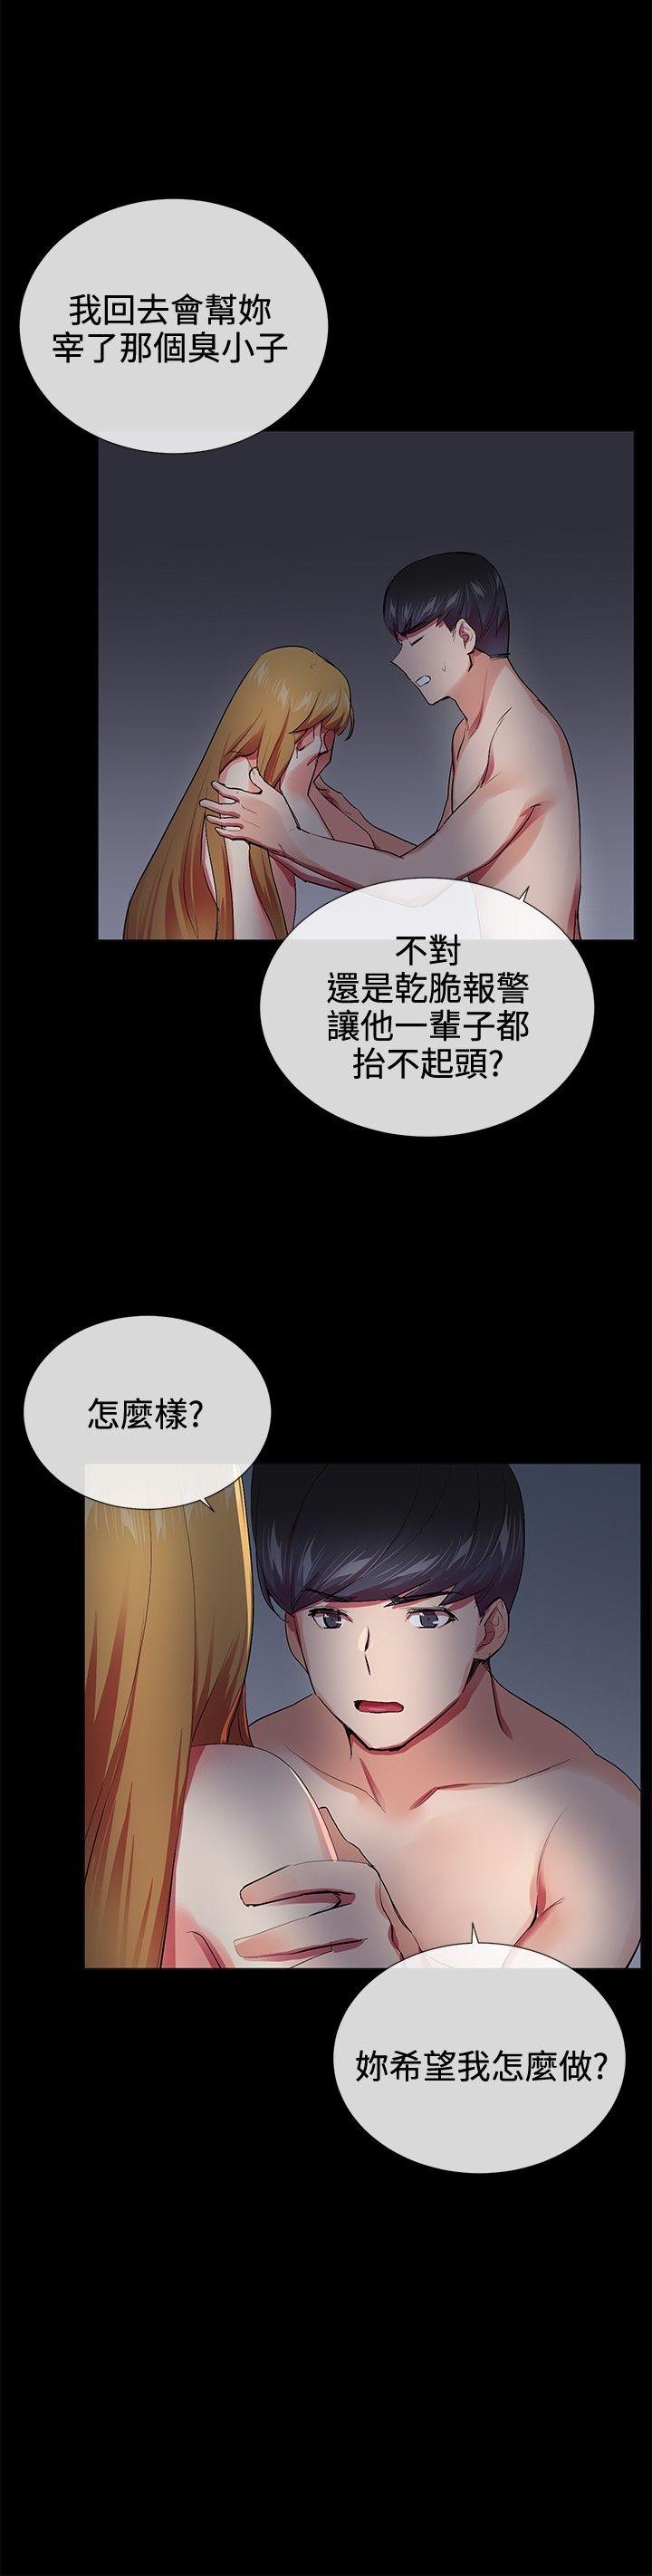 我回去會幫妳
宰了那個臭小子
不對
還是乾脆報警
讓他一輩子都
抬不起頭?
怎麼樣?
妳希望我怎麼做?